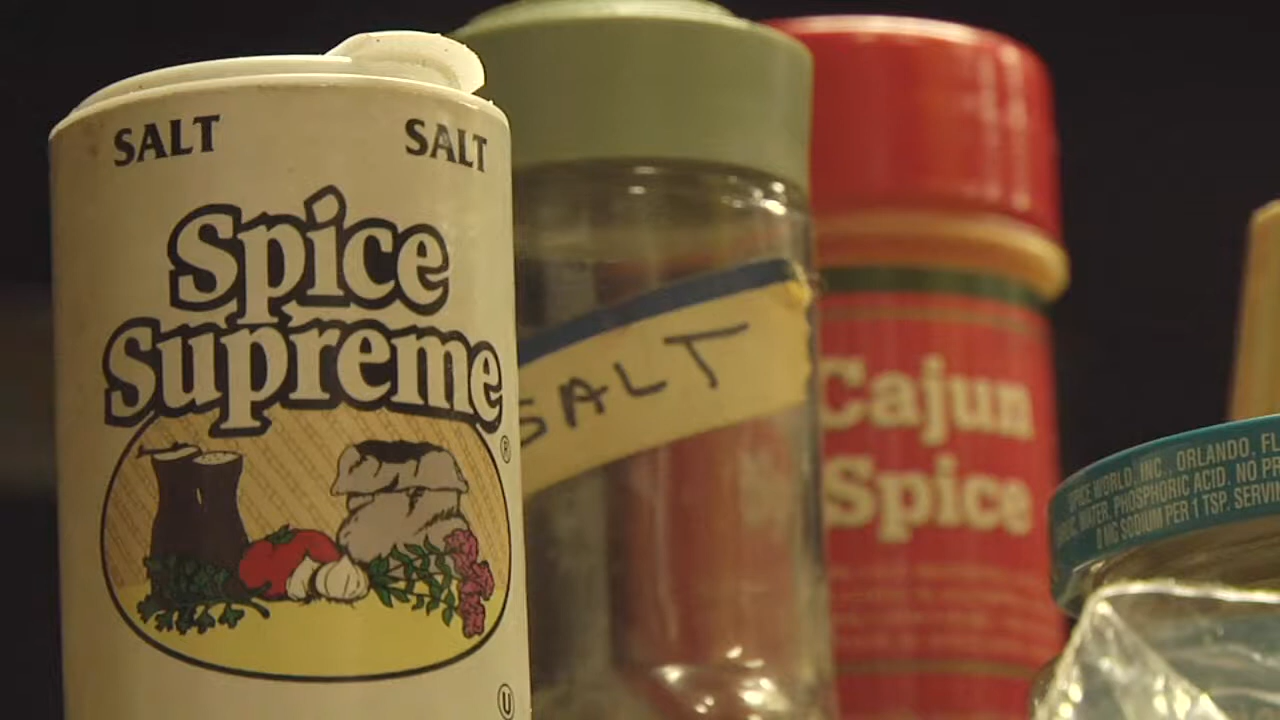 SALT SALT
Spice
Supreme
®
U
SALT
Cajun
Spice
SPICE WORLD, INC., ORLANDO, FL
WATER, PHOSPHORIC ACID. NO PR
0 MG SODIUM PER 1 TSP. SERVIN